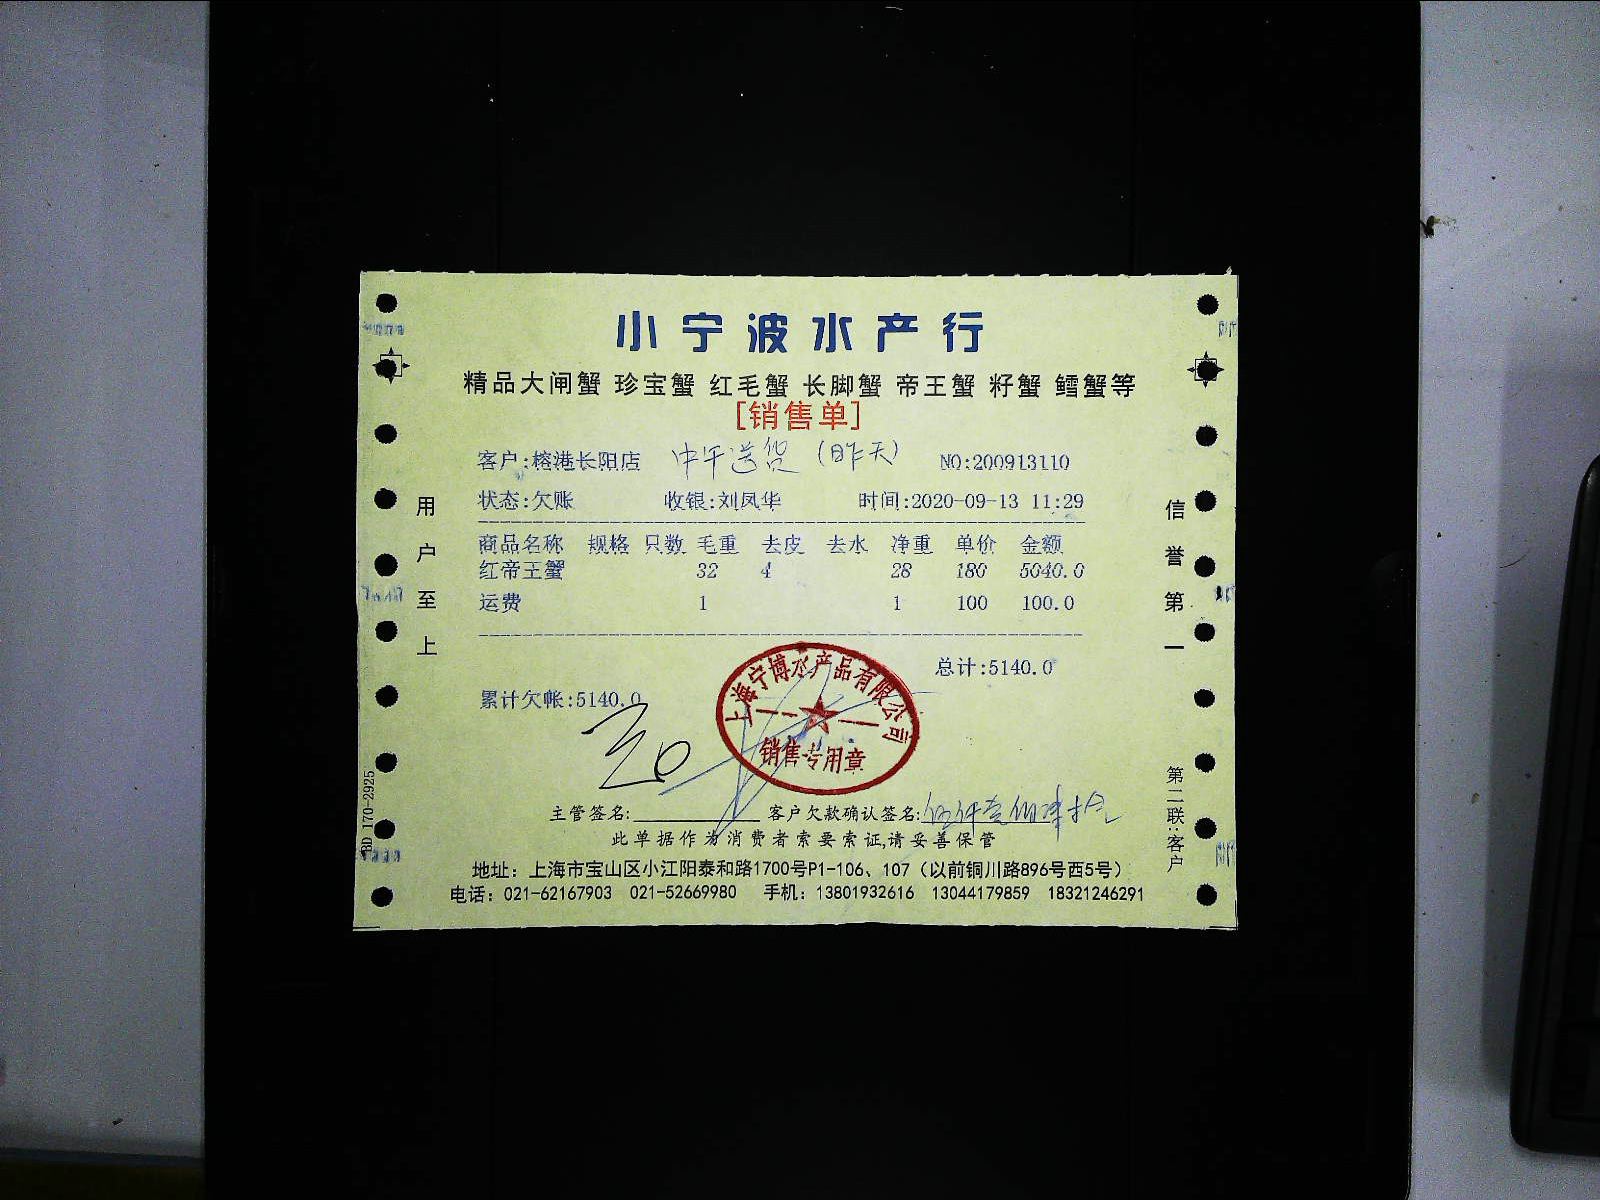 小宁波水产行
精品大闸蟹 珍宝蟹 红毛蟹 长脚蟹 帝王蟹 籽蟹 鳕蟹等
[销售单]
客户:榕港长阳店 中午送货(昨天) NO:200913110
状态:欠账 收银:刘凤华 时间:2020-09-13 11:29
商品名称 规格 只数 毛重 去皮 去水 净重 单价 金额
红帝王蟹 32 4 28 180 5040.0
运费 1 1 100 100.0
总计:5140.0
累计欠帐:5140.0
上海宁博水产品有限公司
销售专用章
主管签名: 客户欠款确认签名:伍仟壹佰肆拾元
此单据作为消费者索要索证,请妥善保管
地址：上海市宝山区小江阳泰和路1700号P1-106、107（以前铜川路896号西5号）
电话：021-62167903 021-52669980 手机：13801932616 13044179859 18321246291
用户至上
信誉第一
第二联:客户
BD 170-2925